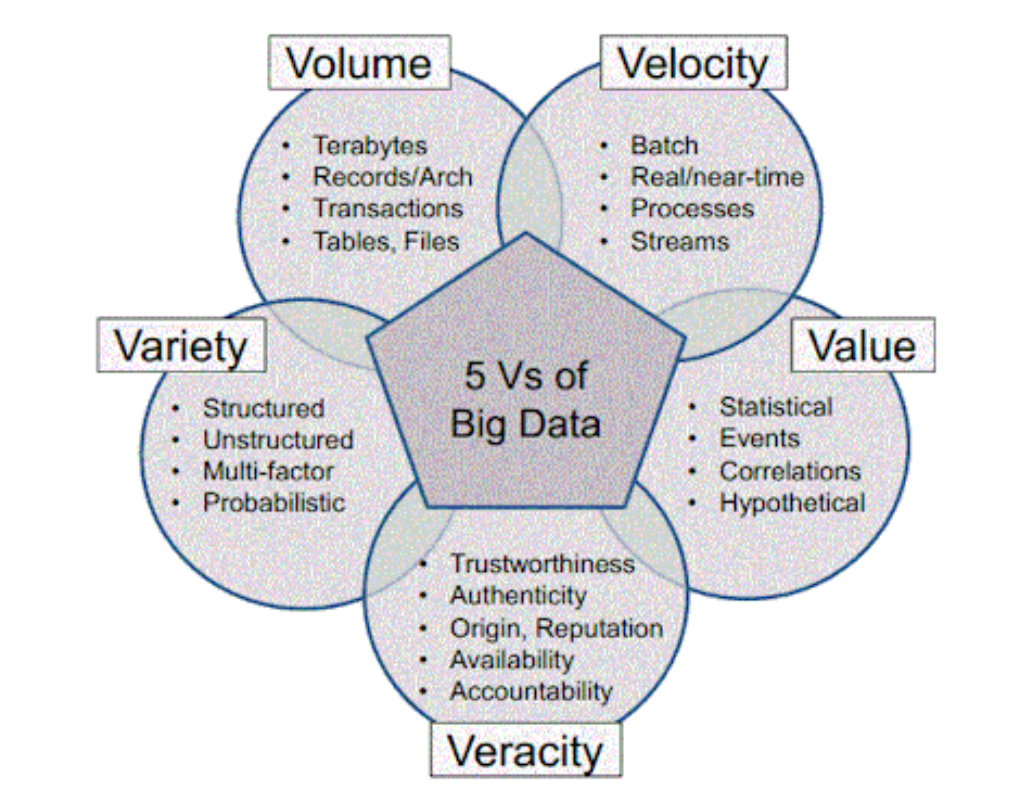 Volume
• Terabytes
• Records/Arch
• Transactions
• Tables, Files
Velocity
• Batch
• Real/near-time
• Processes
• Streams
Variety
• Structured
• Unstructured
• Multi-factor
• Probabilistic
5 Vs of
Big Data
Value
• Statistical
• Events
• Correlations
• Hypothetical
• Trustworthiness
• Authenticity
• Origin, Reputation
• Availability
• Accountability
Veracity